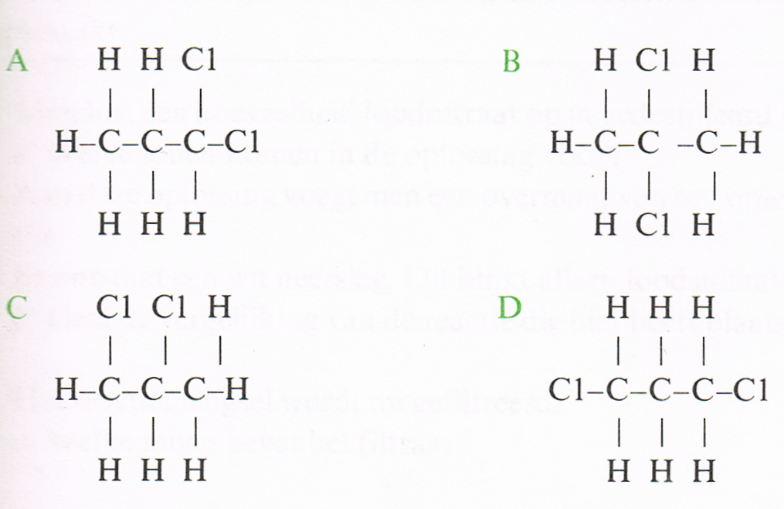 A H H Cl
H-C-C-C-Cl
H H H
B H Cl H
H-C-C-C-H
H Cl H
C Cl Cl H
H-C-C-C-H
H H H
D H H H
Cl-C-C-C-Cl
H H H